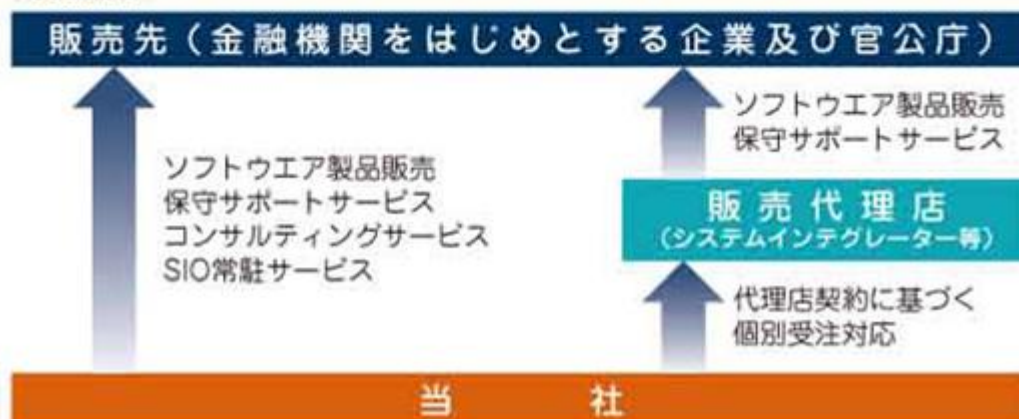 販売先（金融機関をはじめとする企業及び官公庁）
ソフトウエア製品販売
保守サポートサービス
コンサルティングサービス
SIO常駐サービス
ソフトウエア製品販売
保守サポートサービス
販売代理店
（システムインテグレーター等）
代理店契約に基づく
個別受注対応
当社